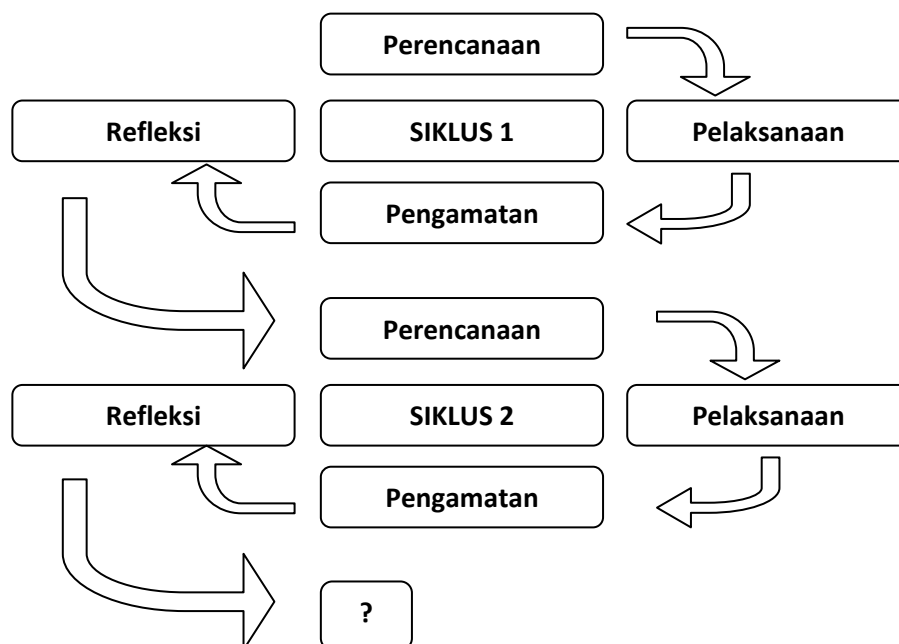 Perencanaan
Refleksi
SIKLUS 1
Pelaksanaan
Pengamatan
Perencanaan
Refleksi
SIKLUS 2
Pelaksanaan
Pengamatan
?